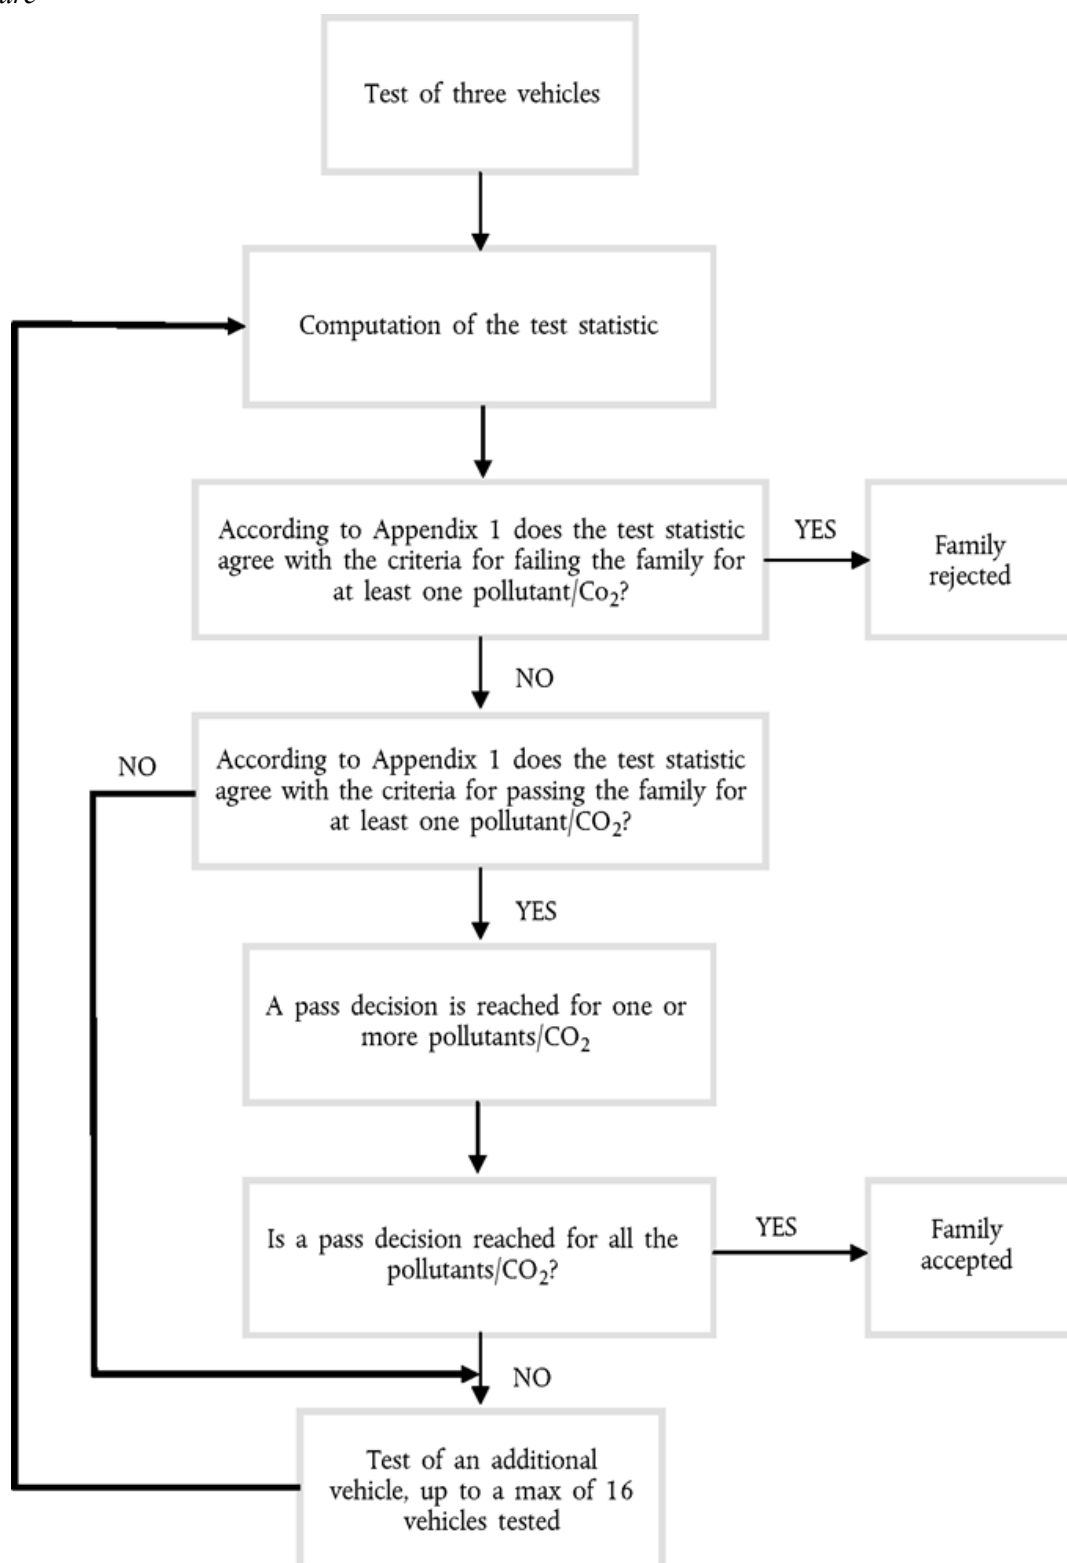 Test of three vehicles
Computation of the test statistic
According to Appendix 1 does the test statistic
agree with the criteria for failing the family for
at least one pollutant/Co₂?
YES
Family
rejected
NO
According to Appendix 1 does the test statistic
agree with the criteria for passing the family for
at least one pollutant/CO₂?
NO
YES
A pass decision is reached for one or
more pollutants/CO₂
Is a pass decision reached for all the
pollutants/CO₂?
YES
Family
accepted
NO
Test of an additional
vehicle, up to a max of 16
vehicles tested